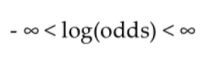 - ∞ < log(odds) < ∞